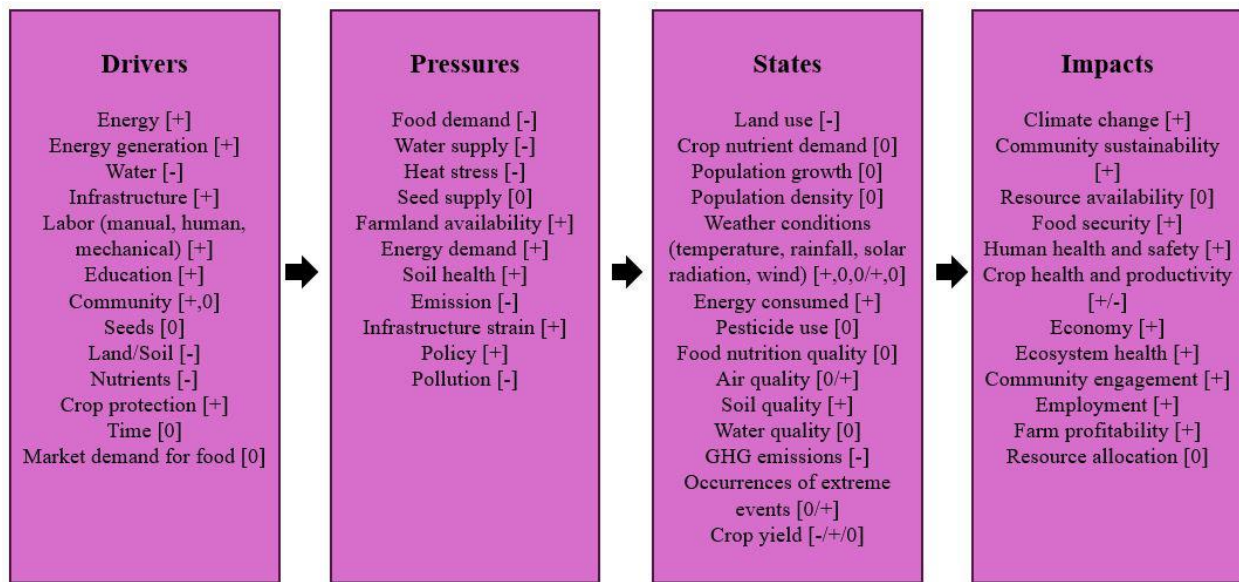 Drivers
Energy [+]
Energy generation [+]
Water [-]
Infrastructure [+]
Labor (manual, human,
mechanical) [+]
Education [+]
Community [+,0]
Seeds [0]
Land/Soil [-]
Nutrients [-]
Crop protection [+]
Time [0]
Market demand for food [0]
Pressures
Food demand [-]
Water supply [-]
Heat stress [-]
Seed supply [0]
Farmland availability [+]
Energy demand [+]
Soil health [+]
Emission [-]
Infrastructure strain [+]
Policy [+]
Pollution [-]
States
Land use [-]
Crop nutrient demand [0]
Population growth [0]
Population density [0]
Weather conditions
(temperature, rainfall, solar
radiation, wind) [+,0,0/+,0]
Energy consumed [+]
Pesticide use [0]
Food nutrition quality [0]
Air quality [0/+]
Soil quality [+]
Water quality [0]
GHG emissions [-]
Occurrences of extreme
events [0/+]
Crop yield [-/+/0]
Impacts
Climate change [+]
Community sustainability
[+]
Resource availability [0]
Food security [+]
Human health and safety [+]
Crop health and productivity
[+/-]
Economy [+]
Ecosystem health [+]
Community engagement [+]
Employment [+]
Farm profitability [+]
Resource allocation [0]